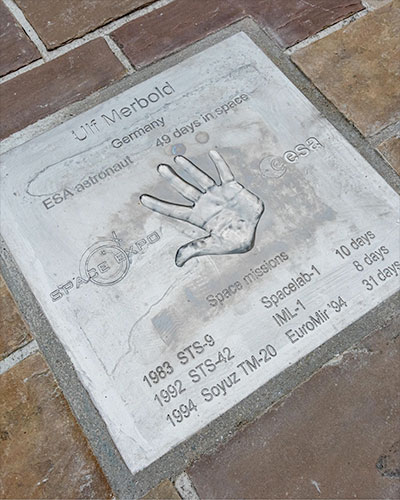 Ulf Merbold
Germany
ESA astronaut 49 days in space
esa
SPACE EXPO
Space missions
1983 STS-9 Spacelab-1 10 days
1992 STS-42 IML-1 8 days
1994 Soyuz TM-20 EuroMir '94 31 days